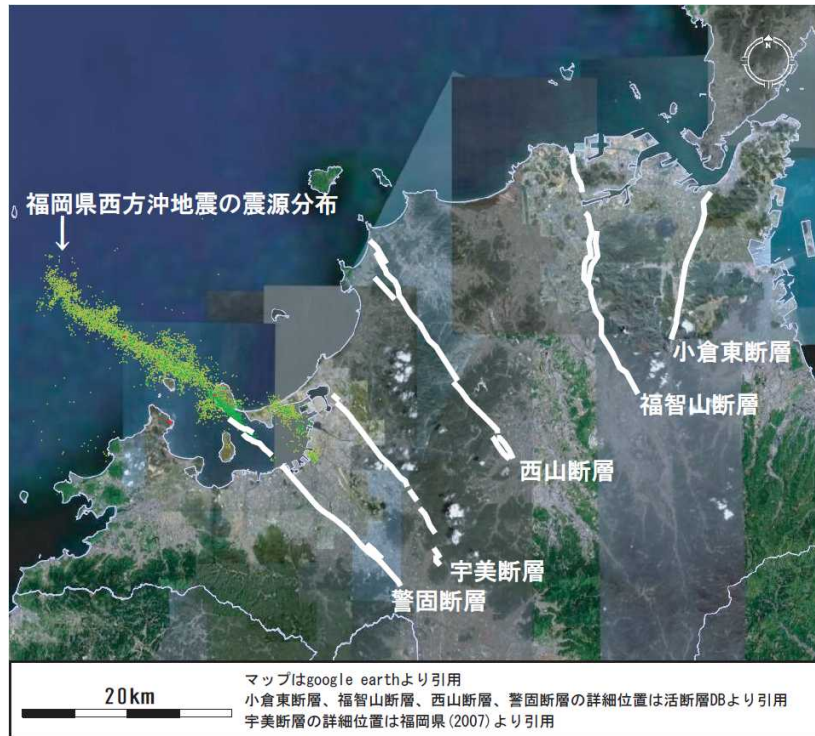 N
福岡県西方沖地震の震源分布
小倉東断層
福智山断層
西山断層
宇美断層
警固断層
20km
マップはgoogle earthより引用
小倉東断層、福智山断層、西山断層、警固断層の詳細位置は活断層DBより引用
宇美断層の詳細位置は福岡県(2007)より引用